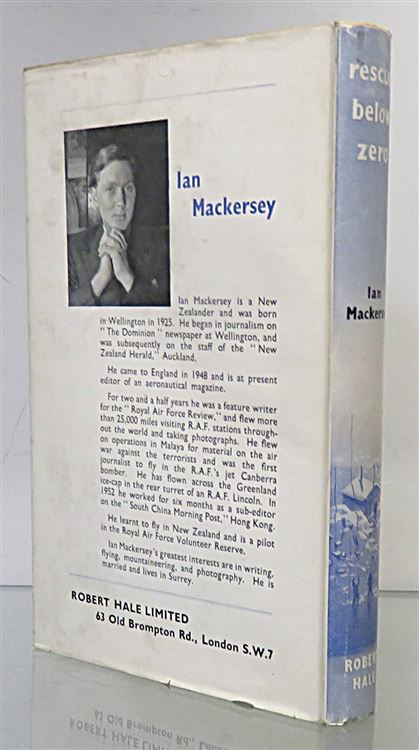 Ian
Mackersey
Ian Mackersey is a New
Zealander and was born
in Wellington in 1925. He began in journalism on
"The Dominion" newspaper at Wellington, and
was subsequently on the staff of the "New
Zealand Herald," Auckland.
He came to England in 1948 and is at present
editor of an aeronautical magazine.
For two and a half years he was a feature writer
for the "Royal Air Force Review," and flew more
than 25,000 miles visiting R.A.F. stations through-
out the world and taking photographs. He flew
on operations in Malaya for material on the air
war against the terrorists and was the first
journalist to fly in the R.A.F.'s jet Canberra
bomber. He has flown across the Greenland
ice-cap in the rear turret of an R.A.F. Lincoln. In
1952 he worked for six months as a sub-editor
on the "South China Morning Post," Hong Kong.
He learnt to fly in New Zealand and is a pilot
in the Royal Air Force Volunteer Reserve.
Ian Mackersey's greatest interests are in writing,
flying, mountaineering, and photography. He is
married and lives in Surrey.
ROBERT HALE LIMITED
63 Old Brompton Rd., London S.W.7
rescue
below
zero
Ian
Mackersey
ROBERT
HALE
63 Old Brompton Rd., London
ROBERT HALE LIMI